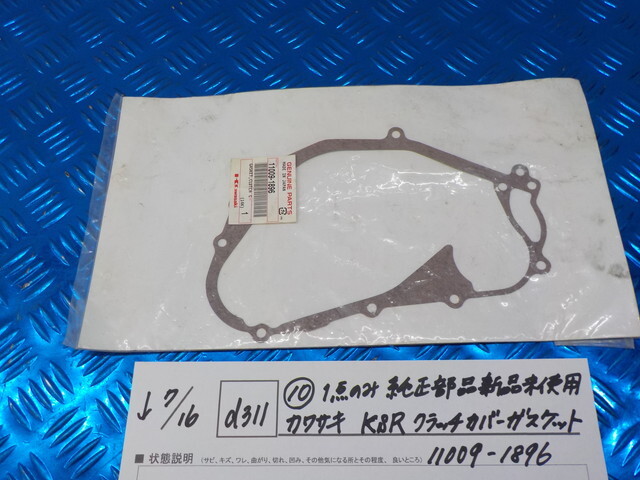 GENUINE PARTS
MADE IN JAPAN
11009-1896
GASKET,CLUTCH C
Kawasaki
1
↓ 7/16
d311
⑩ 1点のみ 純正部品新品未使用
カワサキ KSR クラッチカバーガスケット
11009-1896
■ 状態説明 (サビ、キズ、ワレ、曲がり、切れ、凹み、その他気になる所とその程度、良いところ)